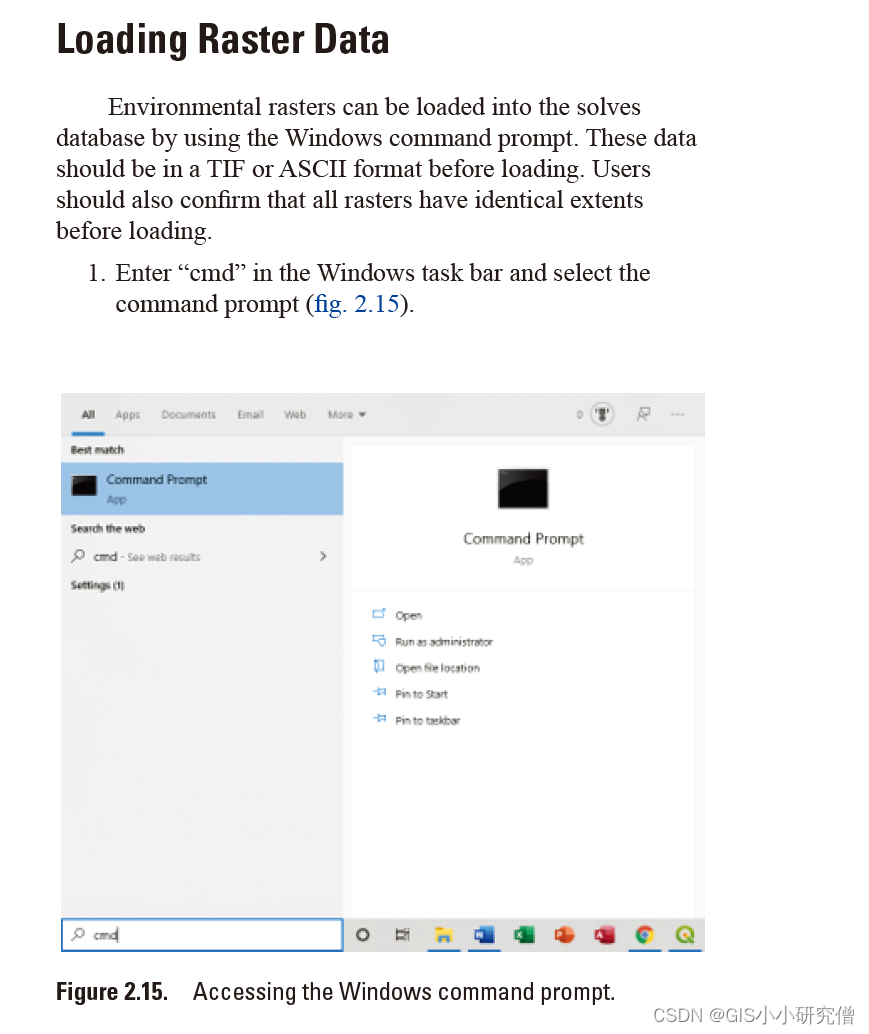 Loading Raster Data
Environmental rasters can be loaded into the solves
database by using the Windows command prompt. These data
should be in a TIF or ASCII format before loading. Users
should also confirm that all rasters have identical extents
before loading.
1. Enter “cmd” in the Windows task bar and select the
command prompt (fig. 2.15).
All Apps Documents Email Web More
0
Best match
Command Prompt
App
Search the web
cmd - See web results
Settings (1)
Command Prompt
App
Open
Run as administrator
Open file location
Pin to Start
Pin to taskbar
cmd
Figure 2.15. Accessing the Windows command prompt.
CSDN @GIS小小研究僧